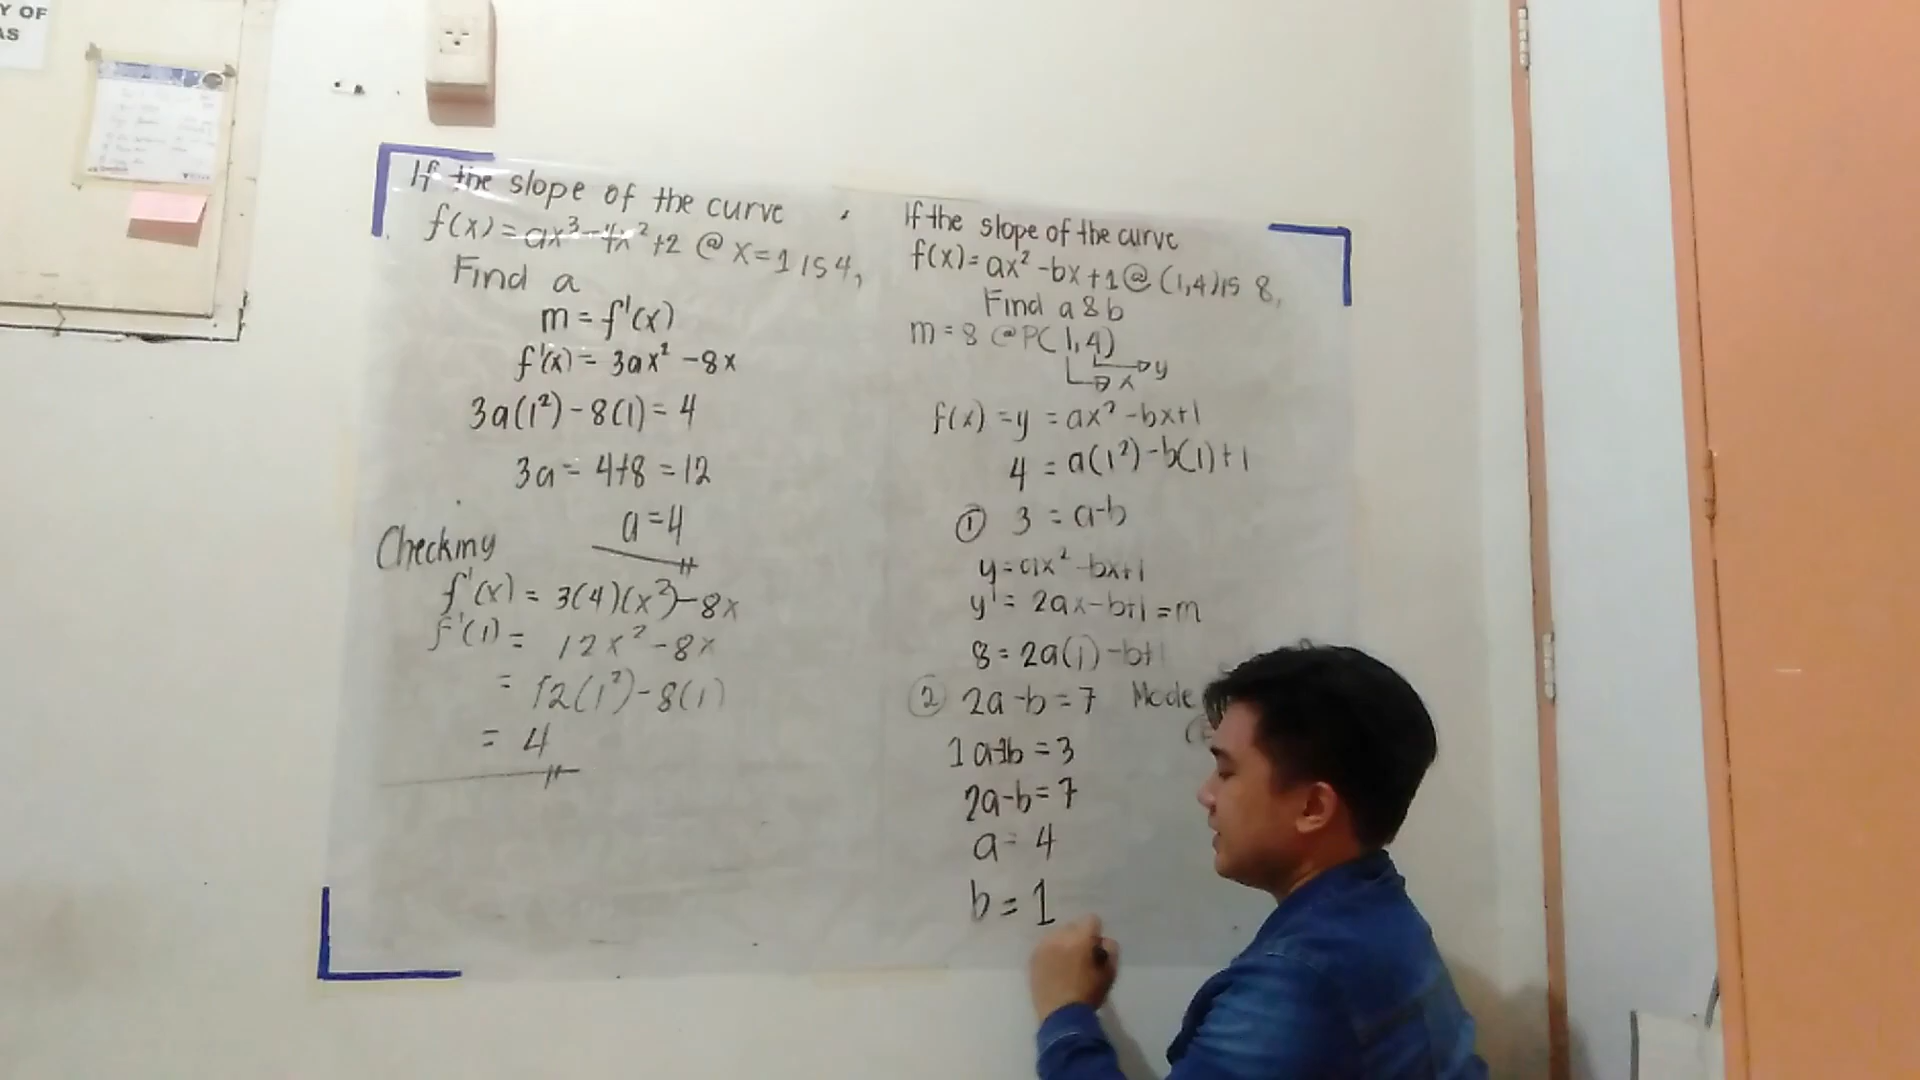 Y OF
AS
If the slope of the curve
f(x) = ax³-4x²+2 @ x=1 is 4,
Find a
m = f'(x)
f'(x) = 3ax² -8x
3a(1²) - 8(1) = 4
3a = 4+8 = 12
a=4
Checking
f'(x) = 3(4)(x²)-8x
f'(1) = 12x²-8x
= 12(1²)-8(1)
= 4
If the slope of the curve
f(x)= ax² -bx +1 @ (1,4) is 8,
Find a & b
m = 8 @ P(1,4)
y
x
f(x) = y = ax²-bx+1
4 = a(1²)-b(1)+1
① 3 = a-b
y=ax²-bx+1
y' = 2ax-b+1=m
8 = 2a(1)-b+1
② 2a-b=7 Mode
1a-1b = 3
2a-b=7
a= 4
b = 1